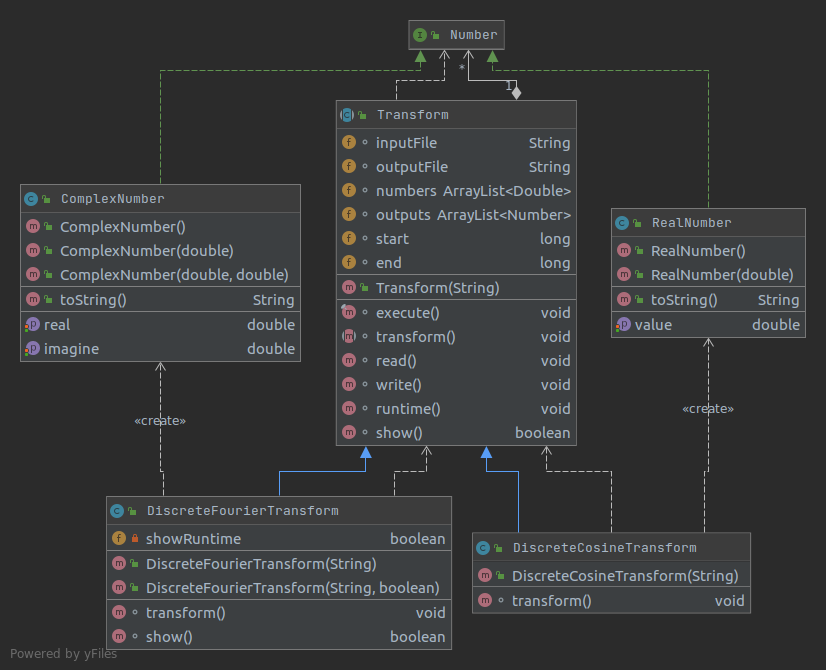 Number
*
1
Transform
inputFile String
outputFile String
numbers ArrayList<Double>
outputs ArrayList<Number>
start long
end long
Transform(String)
execute() void
transform() void
read() void
write() void
runtime() void
show() boolean
ComplexNumber
ComplexNumber()
ComplexNumber(double)
ComplexNumber(double, double)
toString() String
real double
imagine double
RealNumber
RealNumber()
RealNumber(double)
toString() String
value double
«create»
«create»
DiscreteFourierTransform
showRuntime boolean
DiscreteFourierTransform(String)
DiscreteFourierTransform(String, boolean)
transform() void
show() boolean
DiscreteCosineTransform
DiscreteCosineTransform(String)
transform() void
Powered by yFiles